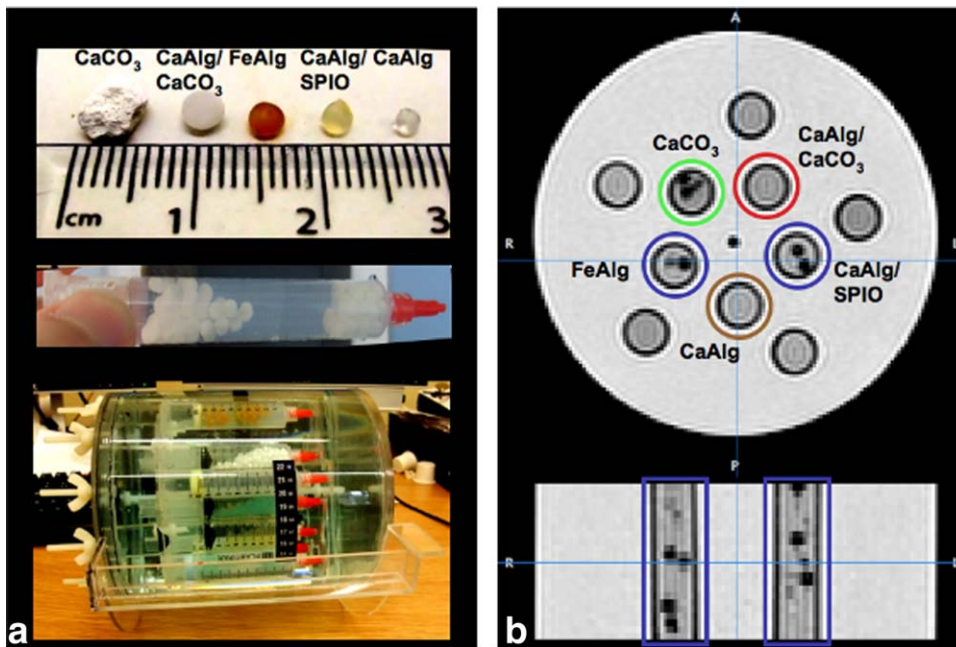 CaCO3 CaAlg/ FeAlg CaAlg/ CaAlg
CaCO3 SPIO
cm 1 2 3
a
A
CaCO3
CaAlg/
CaCO3
R
L
FeAlg
CaAlg/
SPIO
CaAlg
P
R
L
b